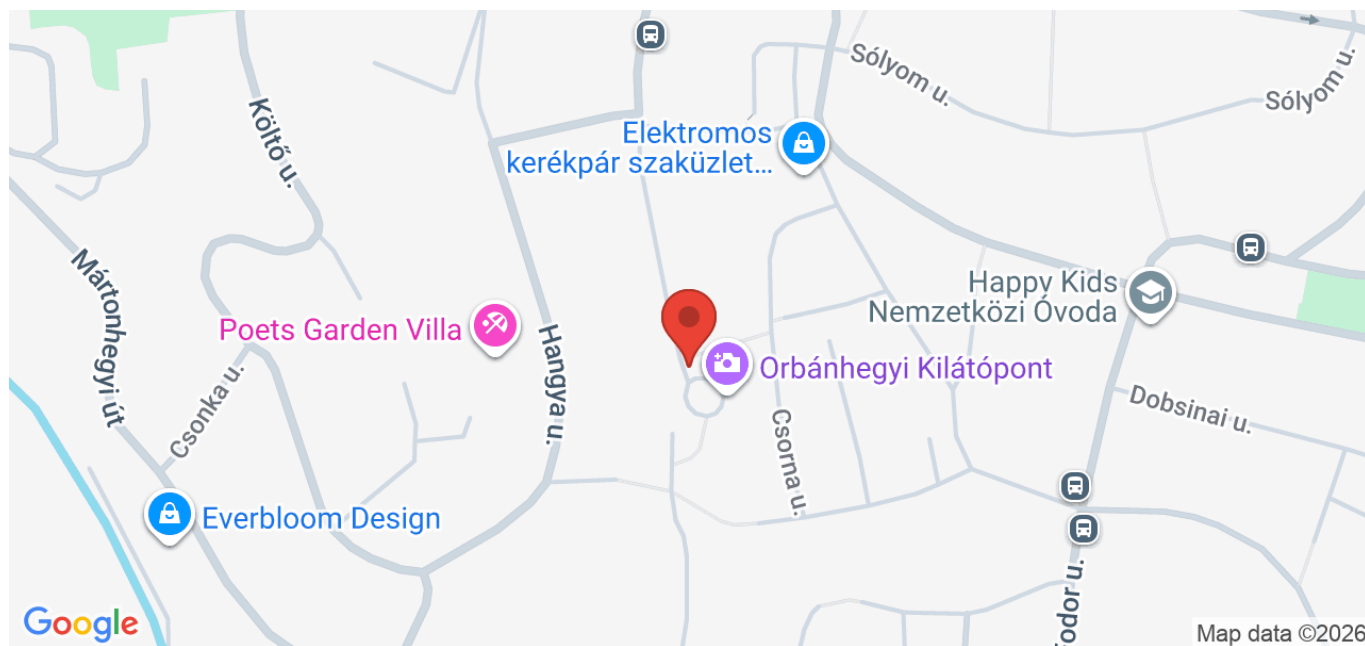 Sólyom u.
Sólyom u.
Költő u.
Elektromos
kerékpár szaküzlet...
Mártonhegyi út
Happy Kids
Nemzetközi Óvoda
Poets Garden Villa
Hangya u.
Orbánhegyi Kilátópont
Csonka u.
Csorna u.
Dobsinai u.
Everbloom Design
Fodor u.
Google
Map data ©2026